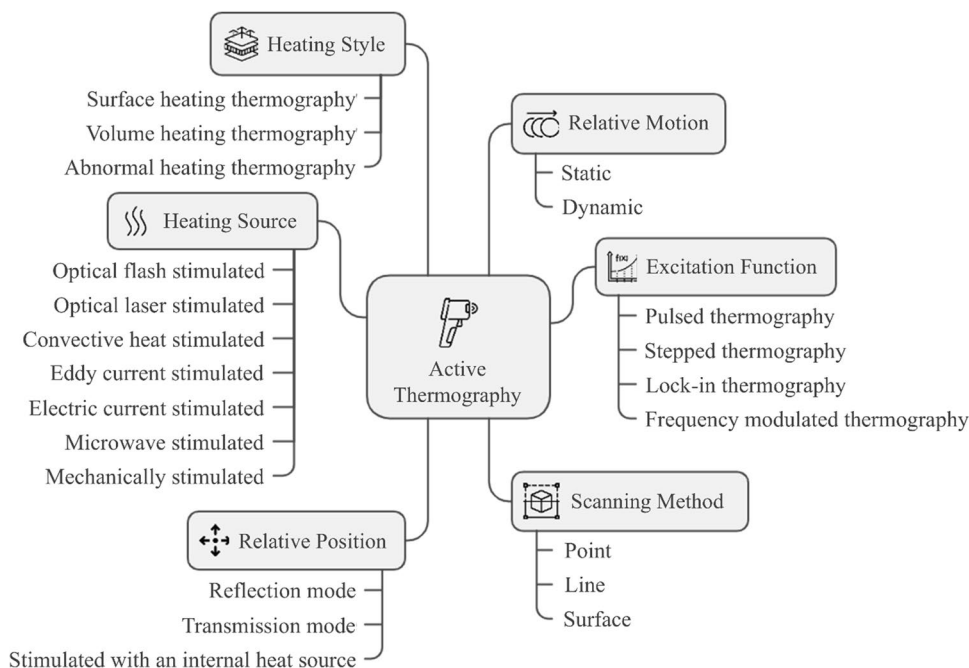 Heating Style
Surface heating thermography
Volume heating thermography
Abnormal heating thermography
Heating Source
Optical flash stimulated
Optical laser stimulated
Convective heat stimulated
Eddy current stimulated
Electric current stimulated
Microwave stimulated
Mechanically stimulated
Relative Position
Reflection mode
Transmission mode
Stimulated with an internal heat source
Active
Thermography
Relative Motion
Static
Dynamic
f(x)
Excitation Function
Pulsed thermography
Stepped thermography
Lock-in thermography
Frequency modulated thermography
Scanning Method
Point
Line
Surface